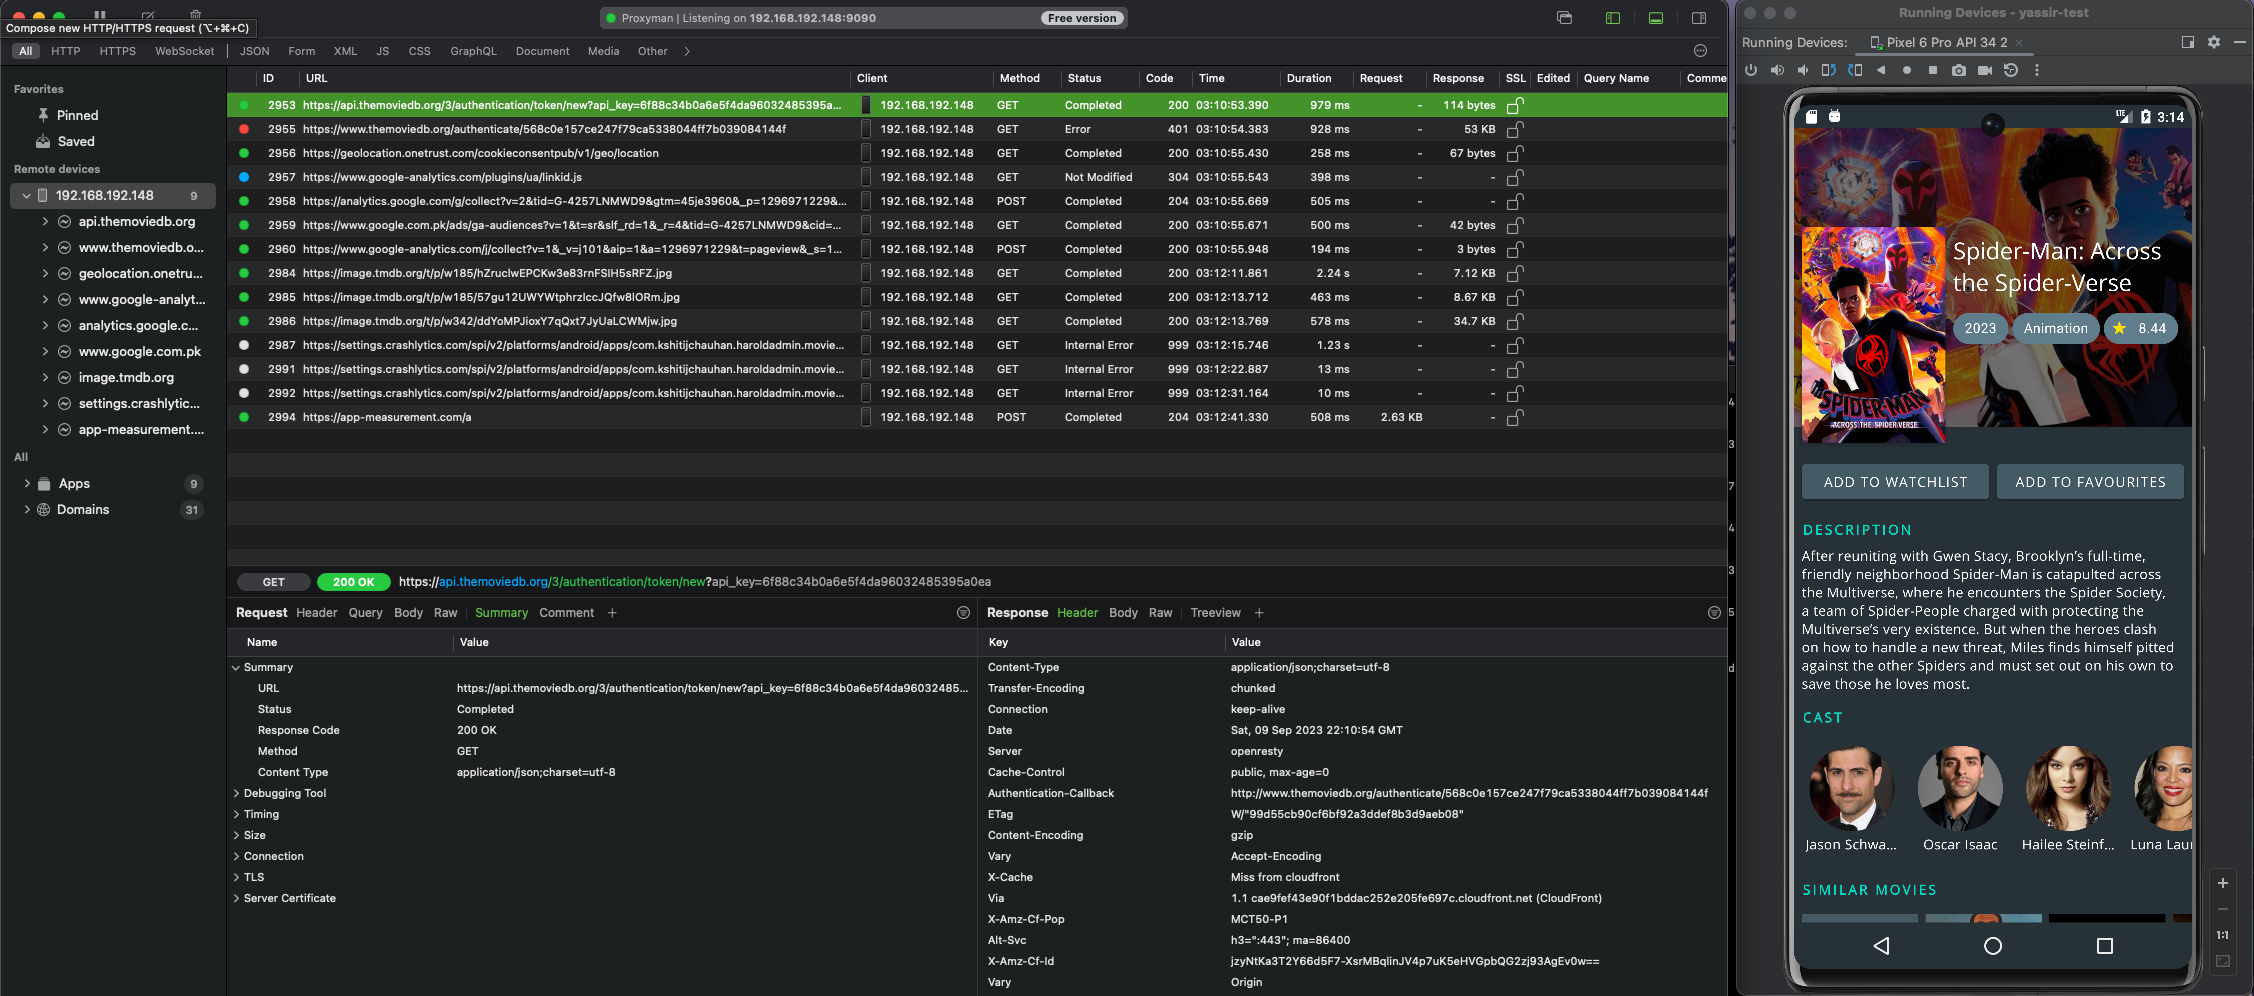 Compose new HTTP/HTTPS request (⌥+⌘+C)
Proxyman | Listening on 192.168.192.148:9090
Free version
All HTTP HTTPS WebSocket JSON Form XML JS CSS GraphQL Document Media Other
Favorites
Pinned
Saved
Remote devices
192.168.192.148 9
api.themoviedb.org
www.themoviedb.o...
geolocation.onetru...
www.google-analyt...
analytics.google.c...
www.google.com.pk
image.tmdb.org
settings.crashlytic...
app-measurement....
All
Apps 9
Domains 31
ID URL Client Method Status Code Time Duration Request Response SSL Edited Query Name Comme
2953 https://api.themoviedb.org/3/authentication/token/new?api_key=6f88c34b0a6e5f4da96032485395a... 192.168.192.148 GET Completed 200 03:10:53.390 979 ms - 114 bytes
2955 https://www.themoviedb.org/authenticate/568c0e157ce247f79ca5338044ff7b039084144f 192.168.192.148 GET Error 401 03:10:54.383 928 ms - 53 KB
2956 https://geolocation.onetrust.com/cookieconsentpub/v1/geo/location 192.168.192.148 GET Completed 200 03:10:55.430 258 ms - 67 bytes
2957 https://www.google-analytics.com/plugins/ua/linkid.js 192.168.192.148 GET Not Modified 304 03:10:55.543 398 ms - -
2958 https://analytics.google.com/g/collect?v=2&tid=G-4257LNMWD9&gtm=45je3960&_p=1296971229&... 192.168.192.148 POST Completed 204 03:10:55.669 505 ms - -
2959 https://www.google.com.pk/ads/ga-audiences?v=1&t=sr&slf_rd=1&_r=4&tid=G-4257LNMWD9&cid=... 192.168.192.148 GET Completed 200 03:10:55.671 500 ms - 42 bytes
2960 https://www.google-analytics.com/j/collect?v=1&_v=j101&aip=1&a=1296971229&t=pageview&_s=1... 192.168.192.148 POST Completed 200 03:10:55.948 194 ms - 3 bytes
2984 https://image.tmdb.org/t/p/w185/hZruclwEPCKw3e83rnFSIH5sRFZ.jpg 192.168.192.148 GET Completed 200 03:12:11.861 2.24 s - 7.12 KB
2985 https://image.tmdb.org/t/p/w185/57gu12UWYWtphrzlccJQfw8lORm.jpg 192.168.192.148 GET Completed 200 03:12:13.712 463 ms - 8.67 KB
2986 https://image.tmdb.org/t/p/w342/ddYoMPJioxY7qQxt7JyUaLCWMjw.jpg 192.168.192.148 GET Completed 200 03:12:13.769 578 ms - 34.7 KB
2987 https://settings.crashlytics.com/spi/v2/platforms/android/apps/com.kshitijchauhan.haroldadmin.movie... 192.168.192.148 GET Internal Error 999 03:12:15.746 1.23 s - -
2991 https://settings.crashlytics.com/spi/v2/platforms/android/apps/com.kshitijchauhan.haroldadmin.movie... 192.168.192.148 GET Internal Error 999 03:12:22.887 13 ms - -
2992 https://settings.crashlytics.com/spi/v2/platforms/android/apps/com.kshitijchauhan.haroldadmin.movie... 192.168.192.148 GET Internal Error 999 03:12:31.164 10 ms - -
2994 https://app-measurement.com/a 192.168.192.148 POST Completed 204 03:12:41.330 508 ms 2.63 KB -
GET 200 OK https://api.themoviedb.org/3/authentication/token/new?api_key=6f88c34b0a6e5f4da96032485395a0ea
Request Header Query Body Raw Summary Comment +
Name Value
Summary
URL https://api.themoviedb.org/3/authentication/token/new?api_key=6f88c34b0a6e5f4da96032485...
Status Completed
Response Code 200 OK
Method GET
Content Type application/json;charset=utf-8
Debugging Tool
Timing
Size
Connection
TLS
Server Certificate
Response Header Body Raw Treeview +
Key Value
Content-Type application/json;charset=utf-8
Transfer-Encoding chunked
Connection keep-alive
Date Sat, 09 Sep 2023 22:10:54 GMT
Server openresty
Cache-Control public, max-age=0
Authentication-Callback http://www.themoviedb.org/authenticate/568c0e157ce247f79ca5338044ff7b039084144f
ETag W/"99d55cb90cf6bf92a3ddef8b3d9aeb08"
Content-Encoding gzip
Vary Accept-Encoding
X-Cache Miss from cloudfront
Via 1.1 cae9fef43e90f1bddac252e205fe697c.cloudfront.net (CloudFront)
X-Amz-Cf-Pop MCT50-P1
Alt-Svc h3=":443"; ma=86400
X-Amz-Cf-Id jzyNtKa3T2Y66d5F7-XsrMBqlinJV4p7uK5eHVGpbQG2zj93AgEv0w==
Vary Origin
4
3
7
4
3
5
d
Running Devices - yassir-test
Running Devices: Pixel 6 Pro API 34 2
LTE 3:14
Spider-Man: Across
the Spider-Verse
2023 Animation 8.44
SPIDER-MAN
ACROSS THE SPIDER-VERSE
ADD TO WATCHLIST ADD TO FAVOURITES
DESCRIPTION
After reuniting with Gwen Stacy, Brooklyn's full-time,
friendly neighborhood Spider-Man is catapulted across
the Multiverse, where he encounters the Spider Society,
a team of Spider-People charged with protecting the
Multiverse's very existence. But when the heroes clash
on how to handle a new threat, Miles finds himself pitted
against the other Spiders and must set out on his own to
save those he loves most.
CAST
Jason Schwa... Oscar Isaac Hailee Steinf... Luna Lau
SIMILAR MOVIES
1:1